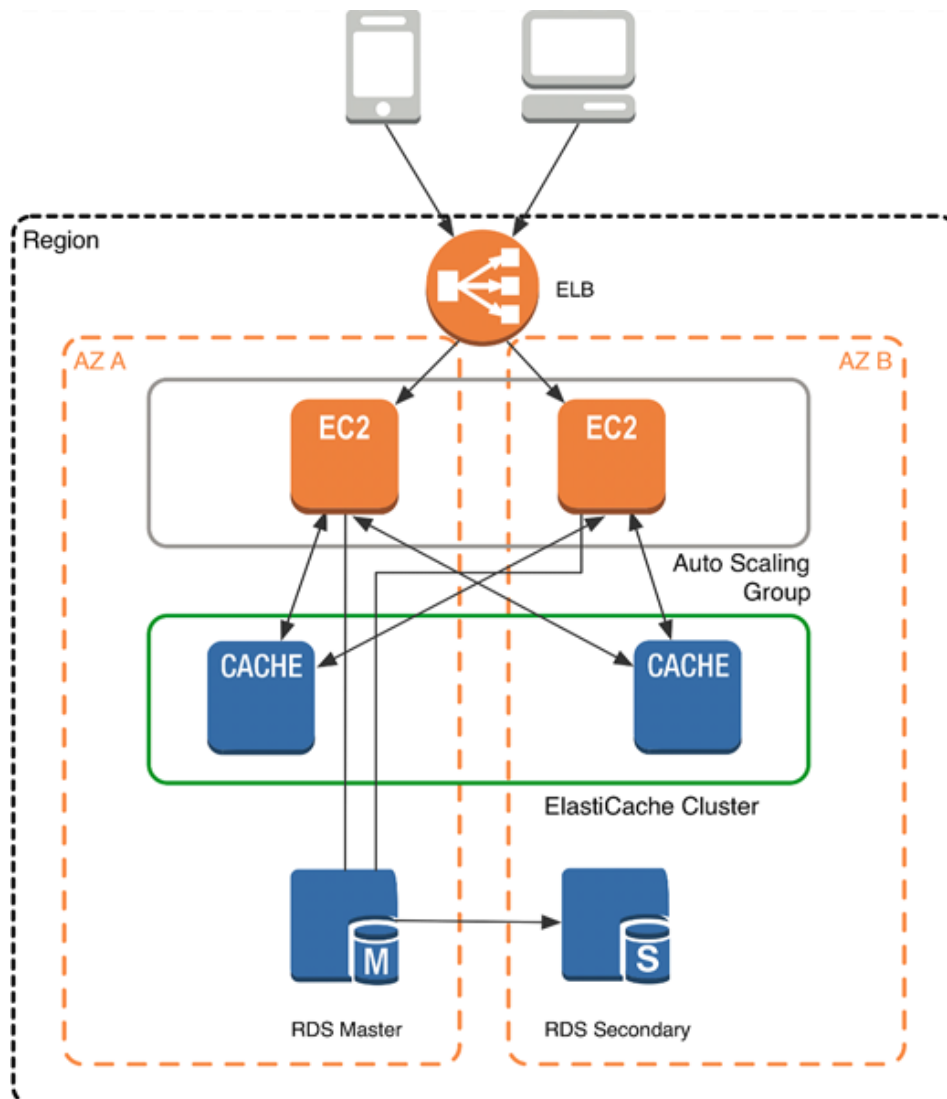 Region
ELB
AZ A
AZ B
EC2
EC2
Auto Scaling
Group
CACHE
CACHE
ElastiCache Cluster
M
S
RDS Master
RDS Secondary